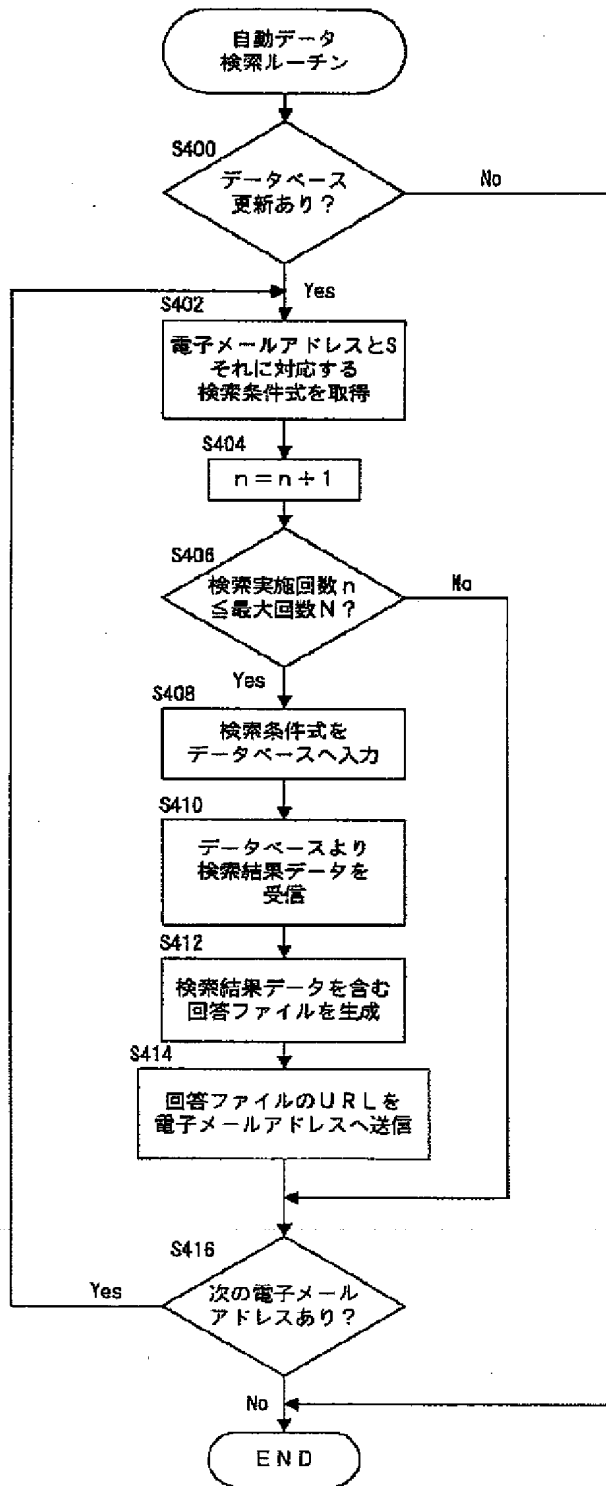 自動データ
検索ルーチン
S400
データベース
更新あり?
No
Yes
S402
電子メールアドレスとS
それに対応する
検索条件式を取得
S404
n=n+1
S406
検索実施回数n
≦最大回数N?
No
Yes
S408
検索条件式を
データベースへ入力
S410
データベースより
検索結果データを
受信
S412
検索結果データを含む
回答ファイルを生成
S414
回答ファイルのURLを
電子メールアドレスへ送信
S416
Yes
次の電子メール
アドレスあり?
No
END